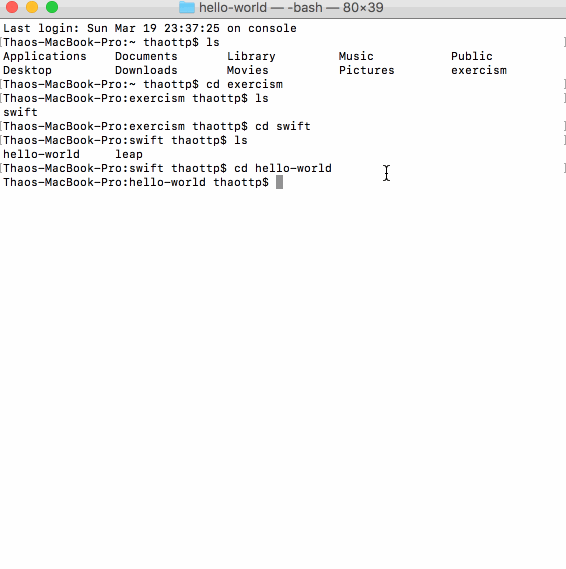 hello-world — -bash — 80×39
Last login: Sun Mar 19 23:37:25 on console
[Thaos-MacBook-Pro:~ thaottp$ ls ]
Applications Documents Library Music Public
Desktop Downloads Movies Pictures exercism
[Thaos-MacBook-Pro:~ thaottp$ cd exercism ]
[Thaos-MacBook-Pro:exercism thaottp$ ls ]
swift
[Thaos-MacBook-Pro:exercism thaottp$ cd swift ]
[Thaos-MacBook-Pro:swift thaottp$ ls ]
hello-world leap
[Thaos-MacBook-Pro:swift thaottp$ cd hello-world ]
Thaos-MacBook-Pro:hello-world thaottp$